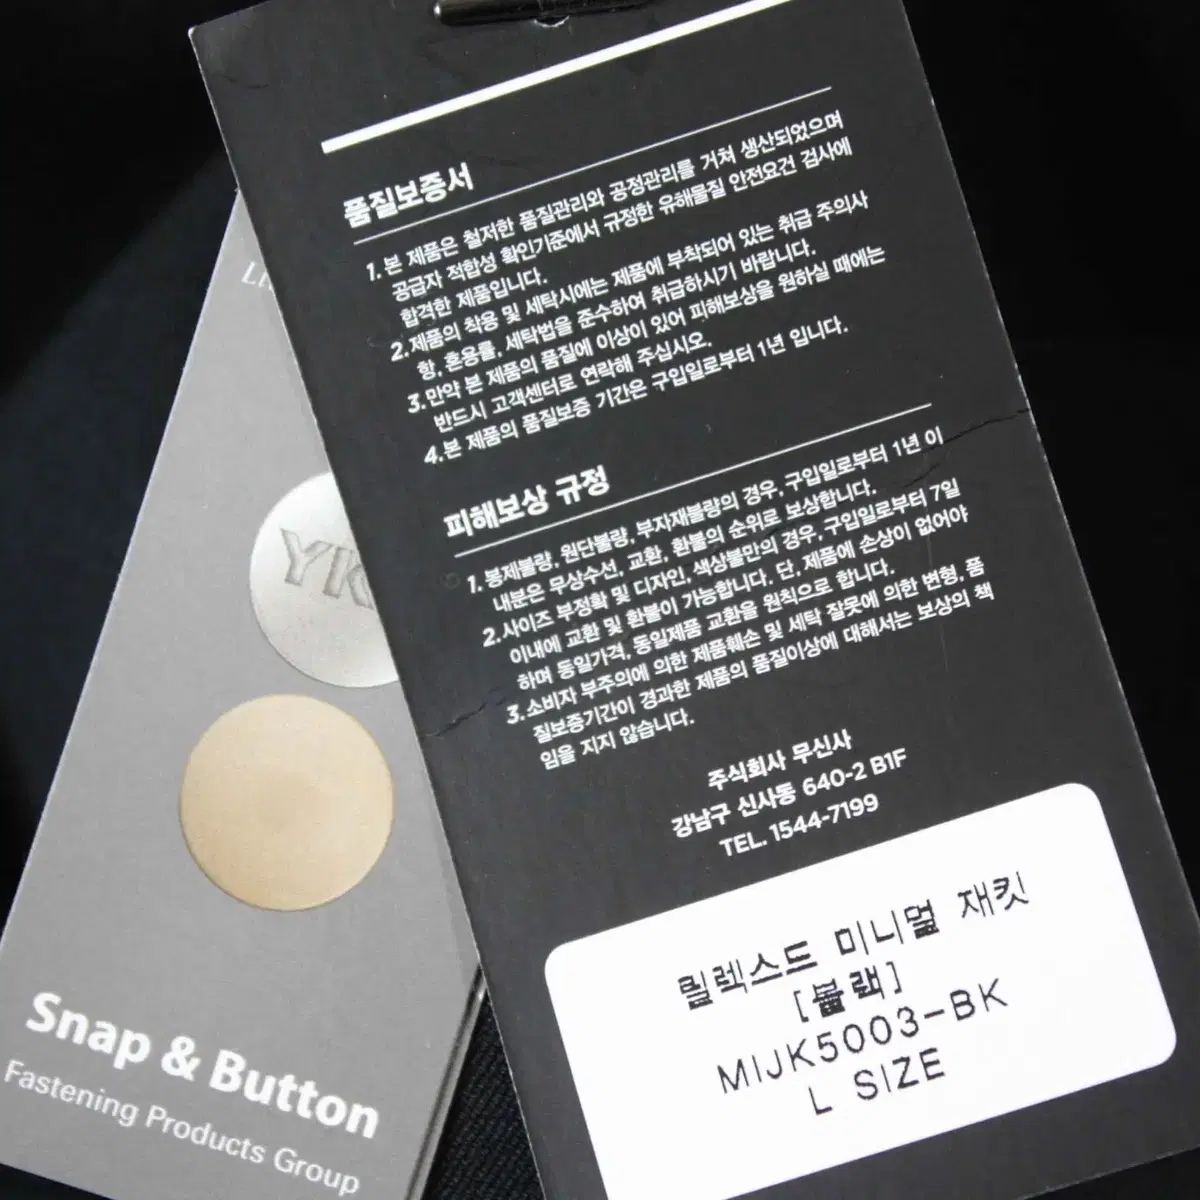 품질보증서
1. 본 제품은 철저한 품질관리와 공정관리를 거쳐 생산되었으며
공급자 적합성 확인기준에서 규정한 유해물질 안전요건 검사에
합격한 제품입니다.
2. 제품의 착용 및 세탁시에는 제품에 부착되어 있는 취급 주의사
항, 혼용률, 세탁법을 준수하여 취급하시기 바랍니다.
3. 만약 본 제품의 품질에 이상이 있어 피해보상을 원하실 때에는
반드시 고객센터로 연락해 주십시오.
4. 본 제품의 품질보증 기간은 구입일로부터 1년 입니다.
피해보상 규정
1. 봉제불량, 원단불량, 부자재불량의 경우, 구입일로부터 1년 이
내분은 무상수선, 교환, 환불의 순위로 보상합니다.
2. 사이즈 부정확 및 디자인, 색상불만의 경우, 구입일로부터 7일
이내에 교환 및 환불이 가능합니다. 단, 제품에 손상이 없어야
하며 동일가격, 동일제품 교환을 원칙으로 합니다.
3. 소비자 부주의에 의한 제품훼손 및 세탁 잘못에 의한 변형, 품
질보증기간이 경과한 제품의 품질이상에 대해서는 보상의 책
임을 지지 않습니다.
주식회사 무신사
강남구 신사동 640-2 B1F
TEL. 1544-7199
릴렉스드 미니멀 재킷
[블랙]
MIJK5003-BK
L SIZE
YK
Snap & Button
Fastening Products Group